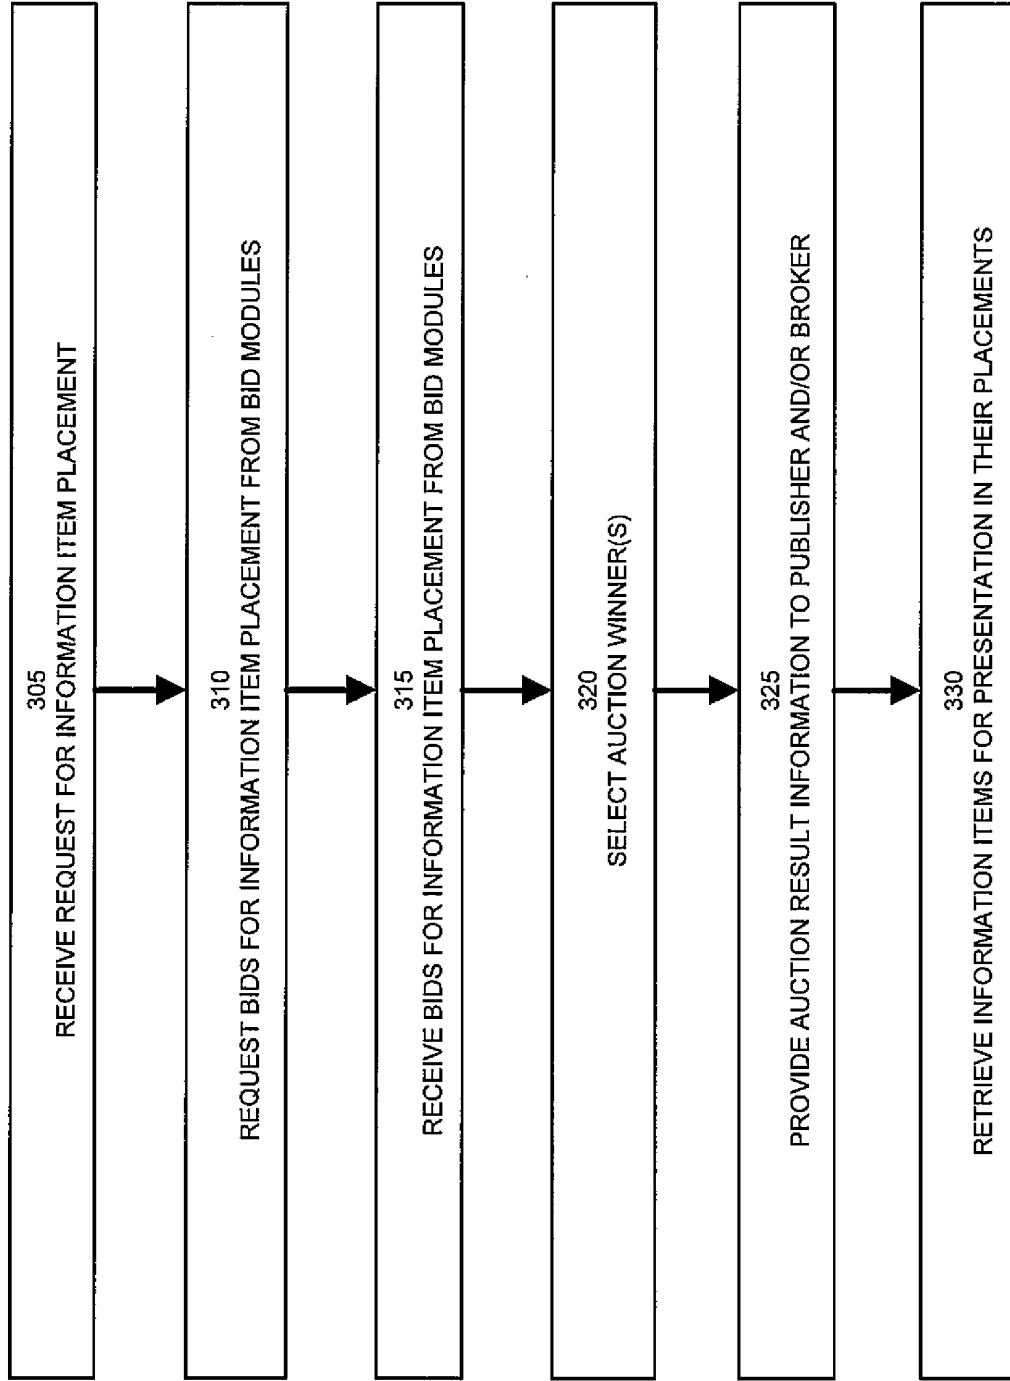 305
RECEIVE REQUEST FOR INFORMATION ITEM PLACEMENT
310
REQUEST BIDS FOR INFORMATION ITEM PLACEMENT FROM BID MODULES
315
RECEIVE BIDS FOR INFORMATION ITEM PLACEMENT FROM BID MODULES
320
SELECT AUCTION WINNER(S)
325
PROVIDE AUCTION RESULT INFORMATION TO PUBLISHER AND/OR BROKER
330
RETRIEVE INFORMATION ITEMS FOR PRESENTATION IN THEIR PLACEMENTS